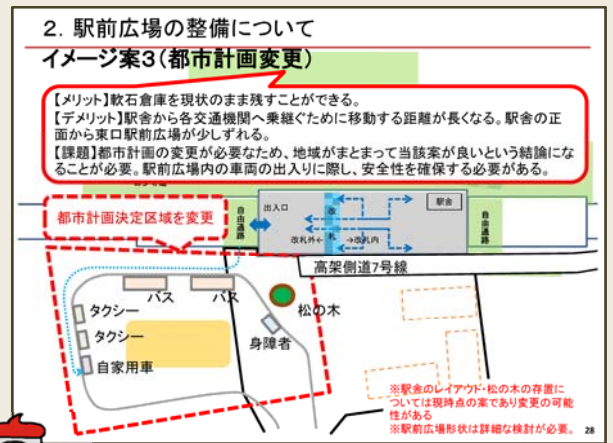 2．駅前広場の整備について
イメージ案3（都市計画変更）
【メリット】軟石倉庫を現状のまま残すことができる。
【デメリット】駅舎から各交通機関へ乗継ぐために移動する距離が長くなる。駅舎の正
面から東口駅前広場が少しずれる。
【課題】都市計画の変更が必要なため、地域がまとまって当該案が良いという結論にな
ることが必要。駅前広場内の車両の出入りに際し、安全性を確保する必要がある。
都市計画決定区域を変更
自由通路
出入口
改
札
改札外←
→改札内
駅舎
自由通路
高架側道7号線
バス
バス
タクシー
タクシー
自家用車
松の木
身障者
※駅舎のレイアウト・松の木の存置に
ついては現時点の案であり変更の可能
性がある
※駅前広場形状は詳細な検討が必要。
28